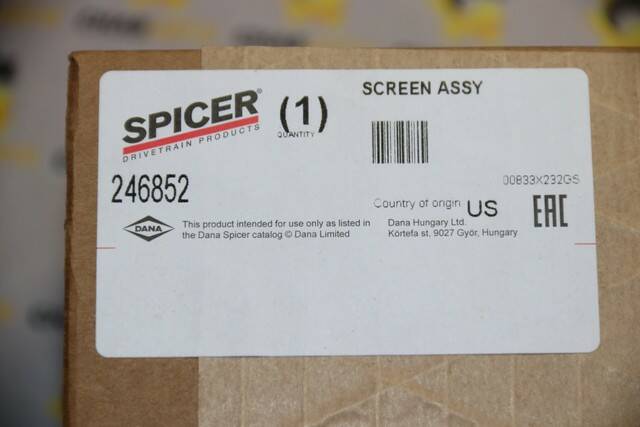 SPICER®
DRIVETRAIN PRODUCTS
(1)
QUANTITY
SCREEN ASSY
246852
00833X232GS
Country of origin US
EAC
DANA
This product intended for use only as listed in
the Dana Spicer catalog © Dana Limited
Dana Hungary Ltd.
Körtefa st, 9027 Győr, Hungary